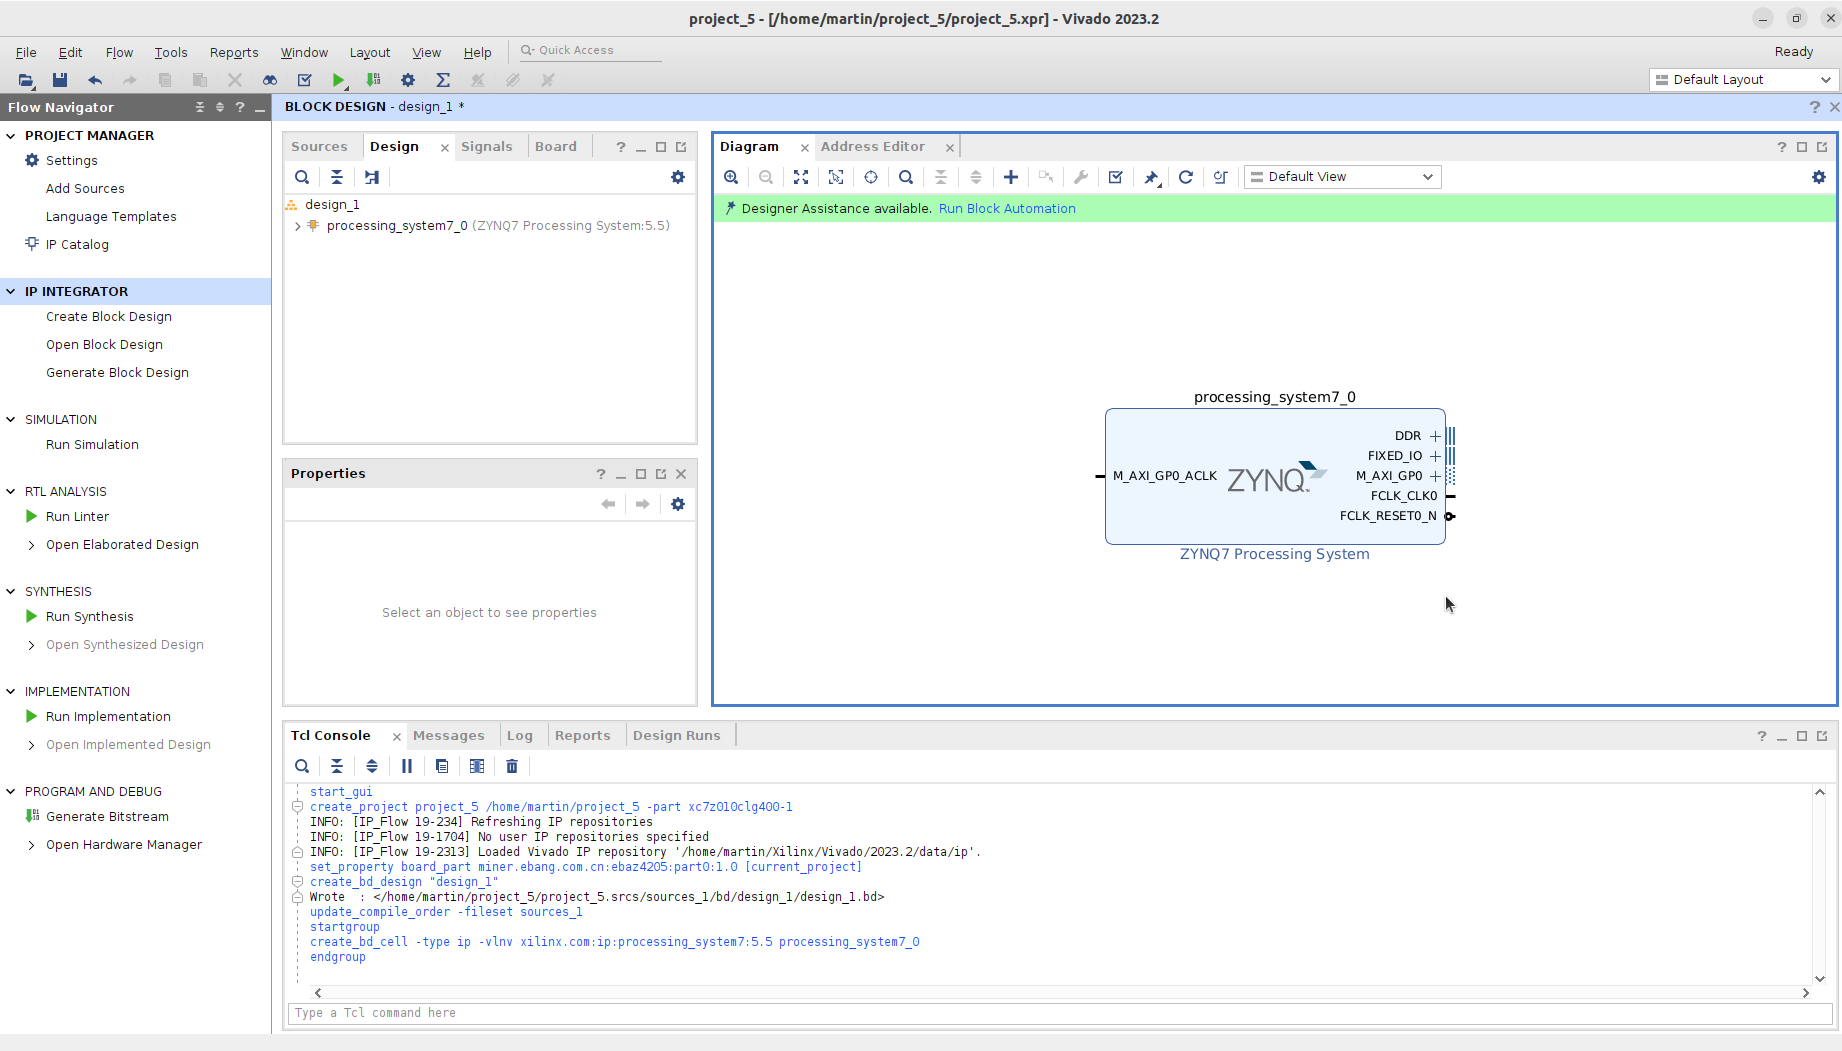 project_5 - [/home/martin/project_5/project_5.xpr] - Vivado 2023.2
File Edit Flow Tools Reports Window Layout View Help Quick Access Ready
Default Layout
Flow Navigator
BLOCK DESIGN - design_1 *
PROJECT MANAGER
Settings
Add Sources
Language Templates
IP Catalog
IP INTEGRATOR
Create Block Design
Open Block Design
Generate Block Design
SIMULATION
Run Simulation
RTL ANALYSIS
Run Linter
Open Elaborated Design
SYNTHESIS
Run Synthesis
Open Synthesized Design
IMPLEMENTATION
Run Implementation
Open Implemented Design
PROGRAM AND DEBUG
Generate Bitstream
Open Hardware Manager
Sources Design Signals Board
design_1
processing_system7_0 (ZYNQ7 Processing System:5.5)
Properties
Select an object to see properties
Diagram Address Editor
Default View
Designer Assistance available. Run Block Automation
processing_system7_0
DDR
FIXED_IO
M_AXI_GP0_ACLK ZYNQ M_AXI_GP0
FCLK_CLK0
FCLK_RESET0_N
ZYNQ7 Processing System
Tcl Console Messages Log Reports Design Runs
start_gui
create_project project_5 /home/martin/project_5 -part xc7z010clg400-1
INFO: [IP_Flow 19-234] Refreshing IP repositories
INFO: [IP_Flow 19-1704] No user IP repositories specified
INFO: [IP_Flow 19-2313] Loaded Vivado IP repository '/home/martin/Xilinx/Vivado/2023.2/data/ip'.
set_property board_part miner.ebang.com.cn:ebaz4205:part0:1.0 [current_project]
create_bd_design "design_1"
Wrote : </home/martin/project_5/project_5.srcs/sources_1/bd/design_1/design_1.bd>
update_compile_order -fileset sources_1
startgroup
create_bd_cell -type ip -vlnv xilinx.com:ip:processing_system7:5.5 processing_system7_0
endgroup
Type a Tcl command here